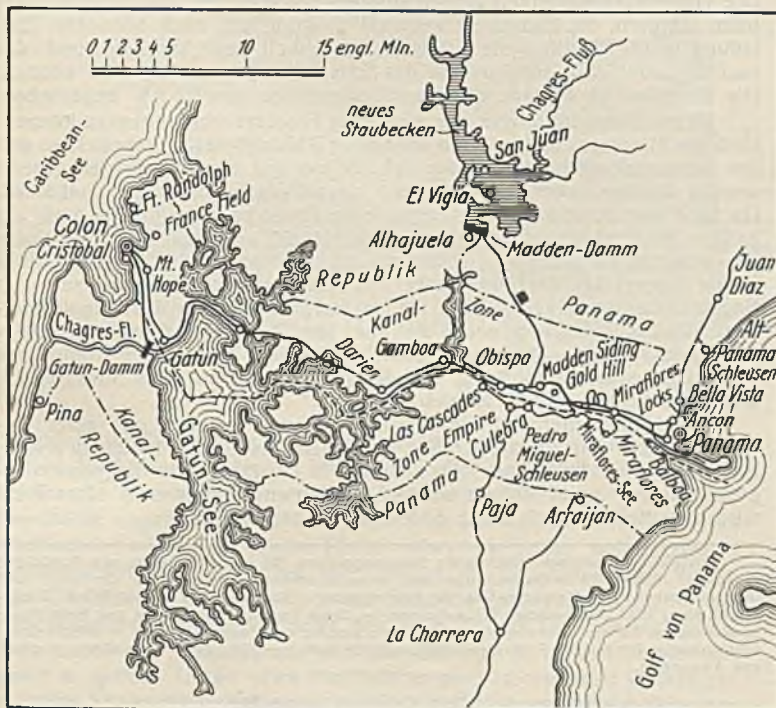 0 1 2 3 4 5 10 15 engl. Mln.
Caribbean-
See
neues
Staubecken
Chagres-Fluß
San Juan
El Vigia
Alhajuela
Madden-Damm
Ft. Randolph
France Field
Colon
Cristobal
Mt.
Hope
Republik
Panama
Kanal-
Zone
Juan
Diaz
Alt-
Panama
Schleusen
Bella Vista
Ancon
Panama
Balboa
Chagres-Fl.
Gatun-Damm
Gatun
Darier
Gamboa
Obispo
Madden Siding
Gold Hill
Miraflores
Locks
Pina
Kanal-
Zone
Republik
Panama
Gatun See
Las Cascades
Empire
Culebra
Pedro
Miguel-
Schleusen
Miraflores-See
Miraflores
Paja
Arraijan
La Chorrera
Golf von Panama